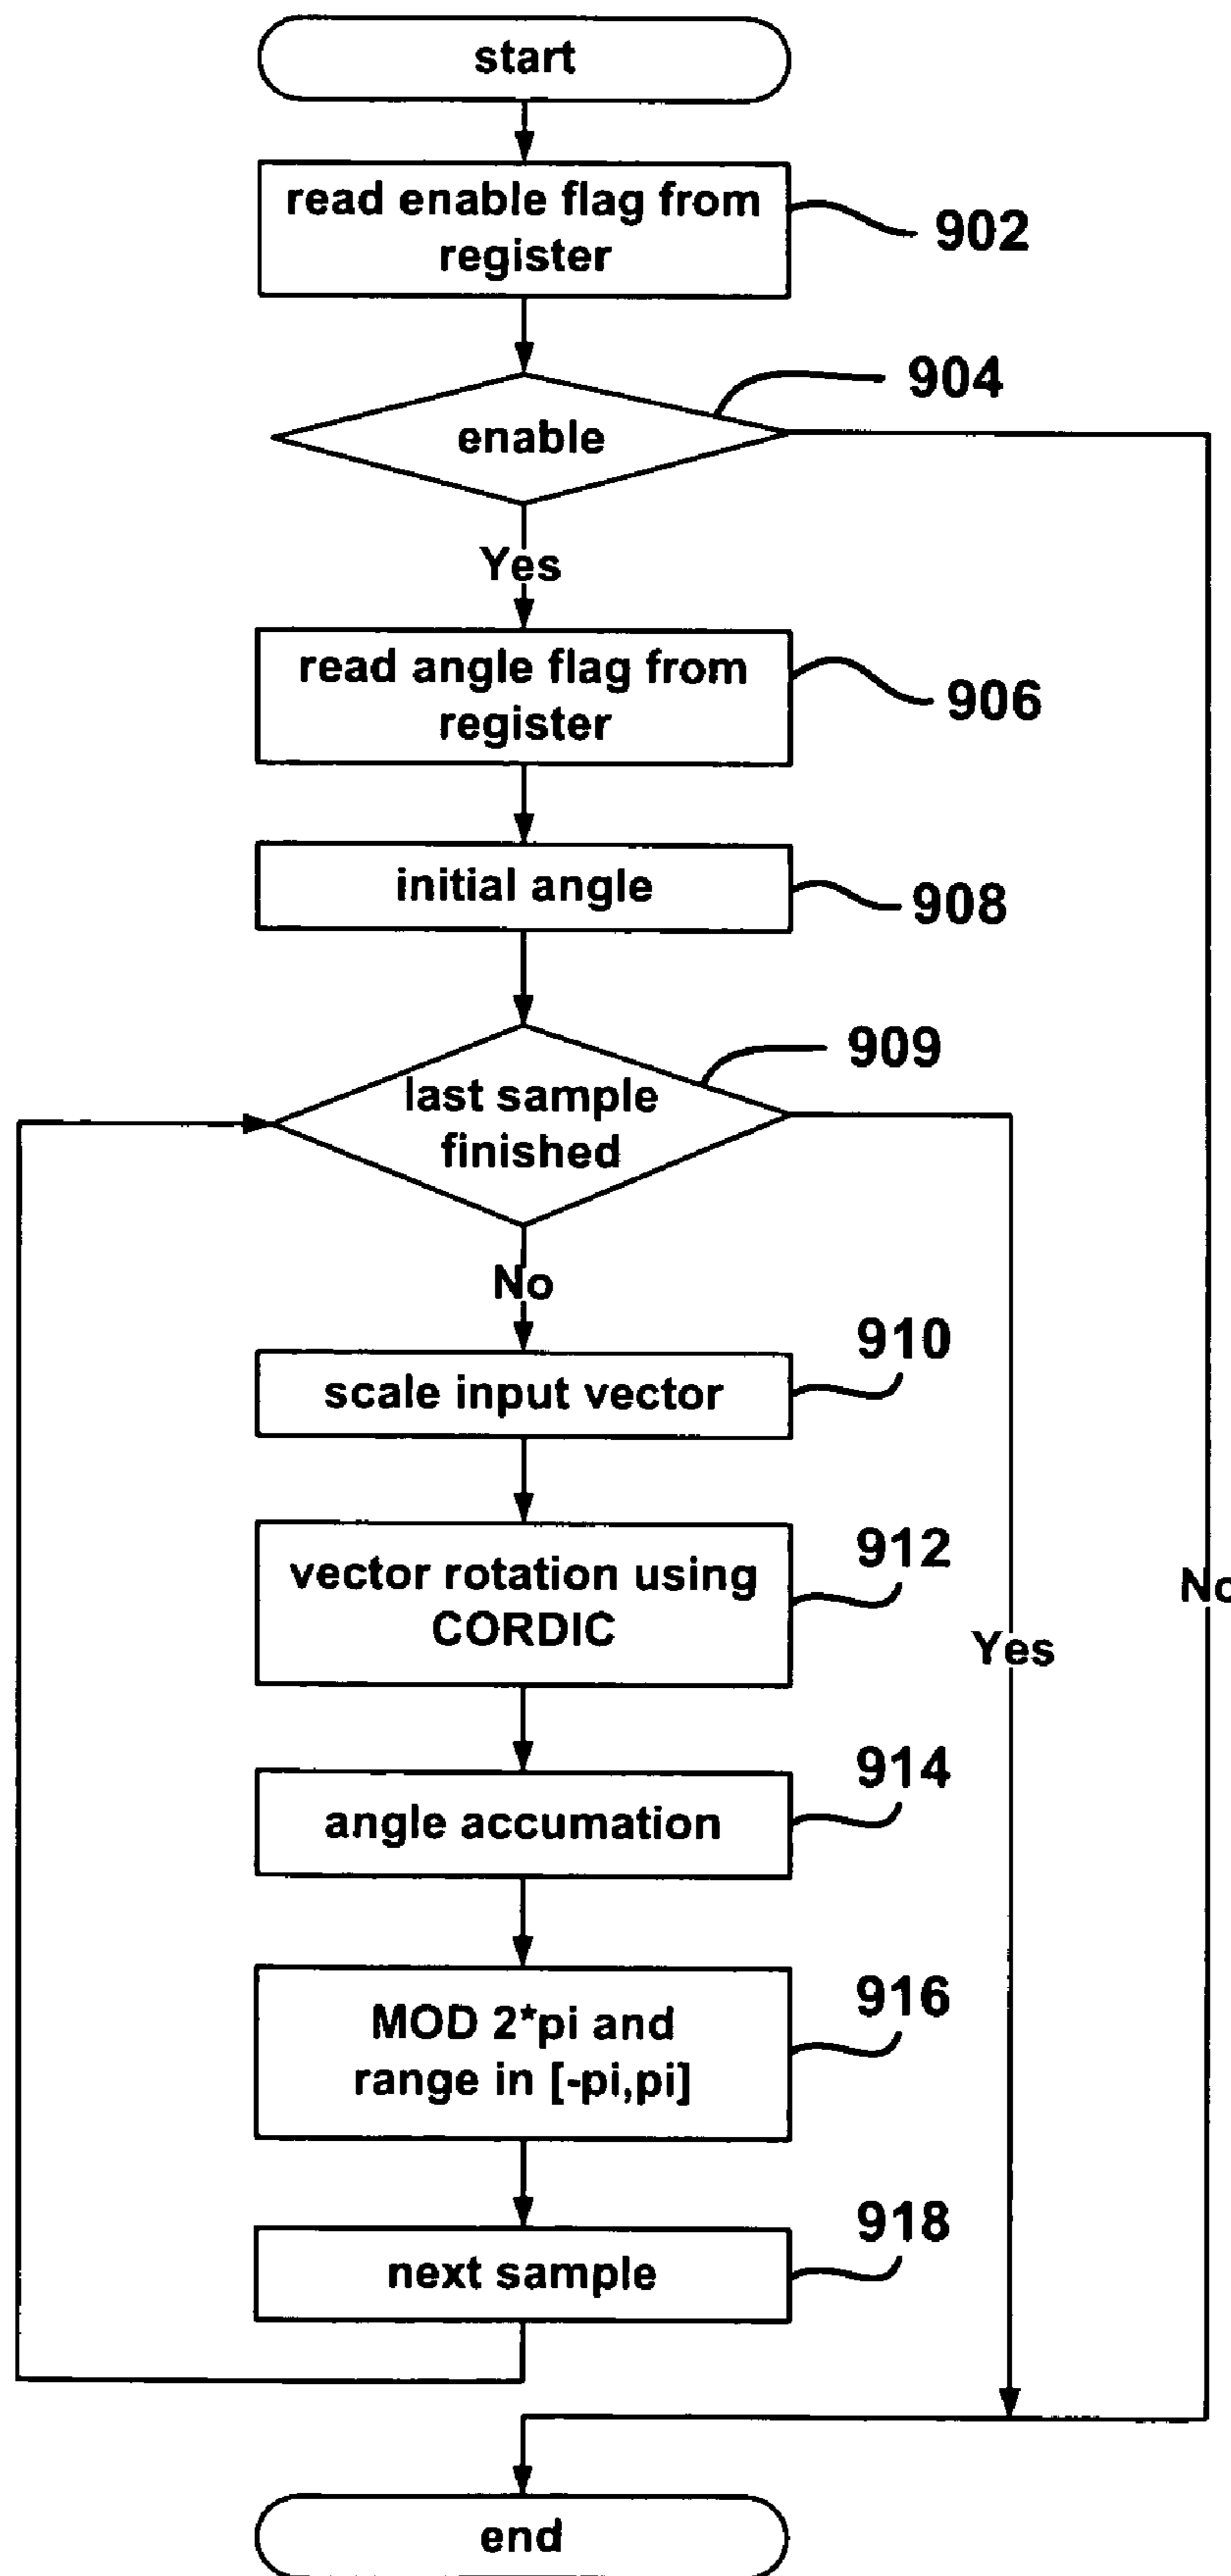 start
read enable flag from
register
902
904
enable
Yes
906
read angle flag from
register
initial angle
908
909
last sample
finished
No
910
scale input vector
912
vector rotation using
CORDIC
No
Yes
914
angle accumation
916
MOD 2*pi and
range in [-pi,pi]
918
next sample
end